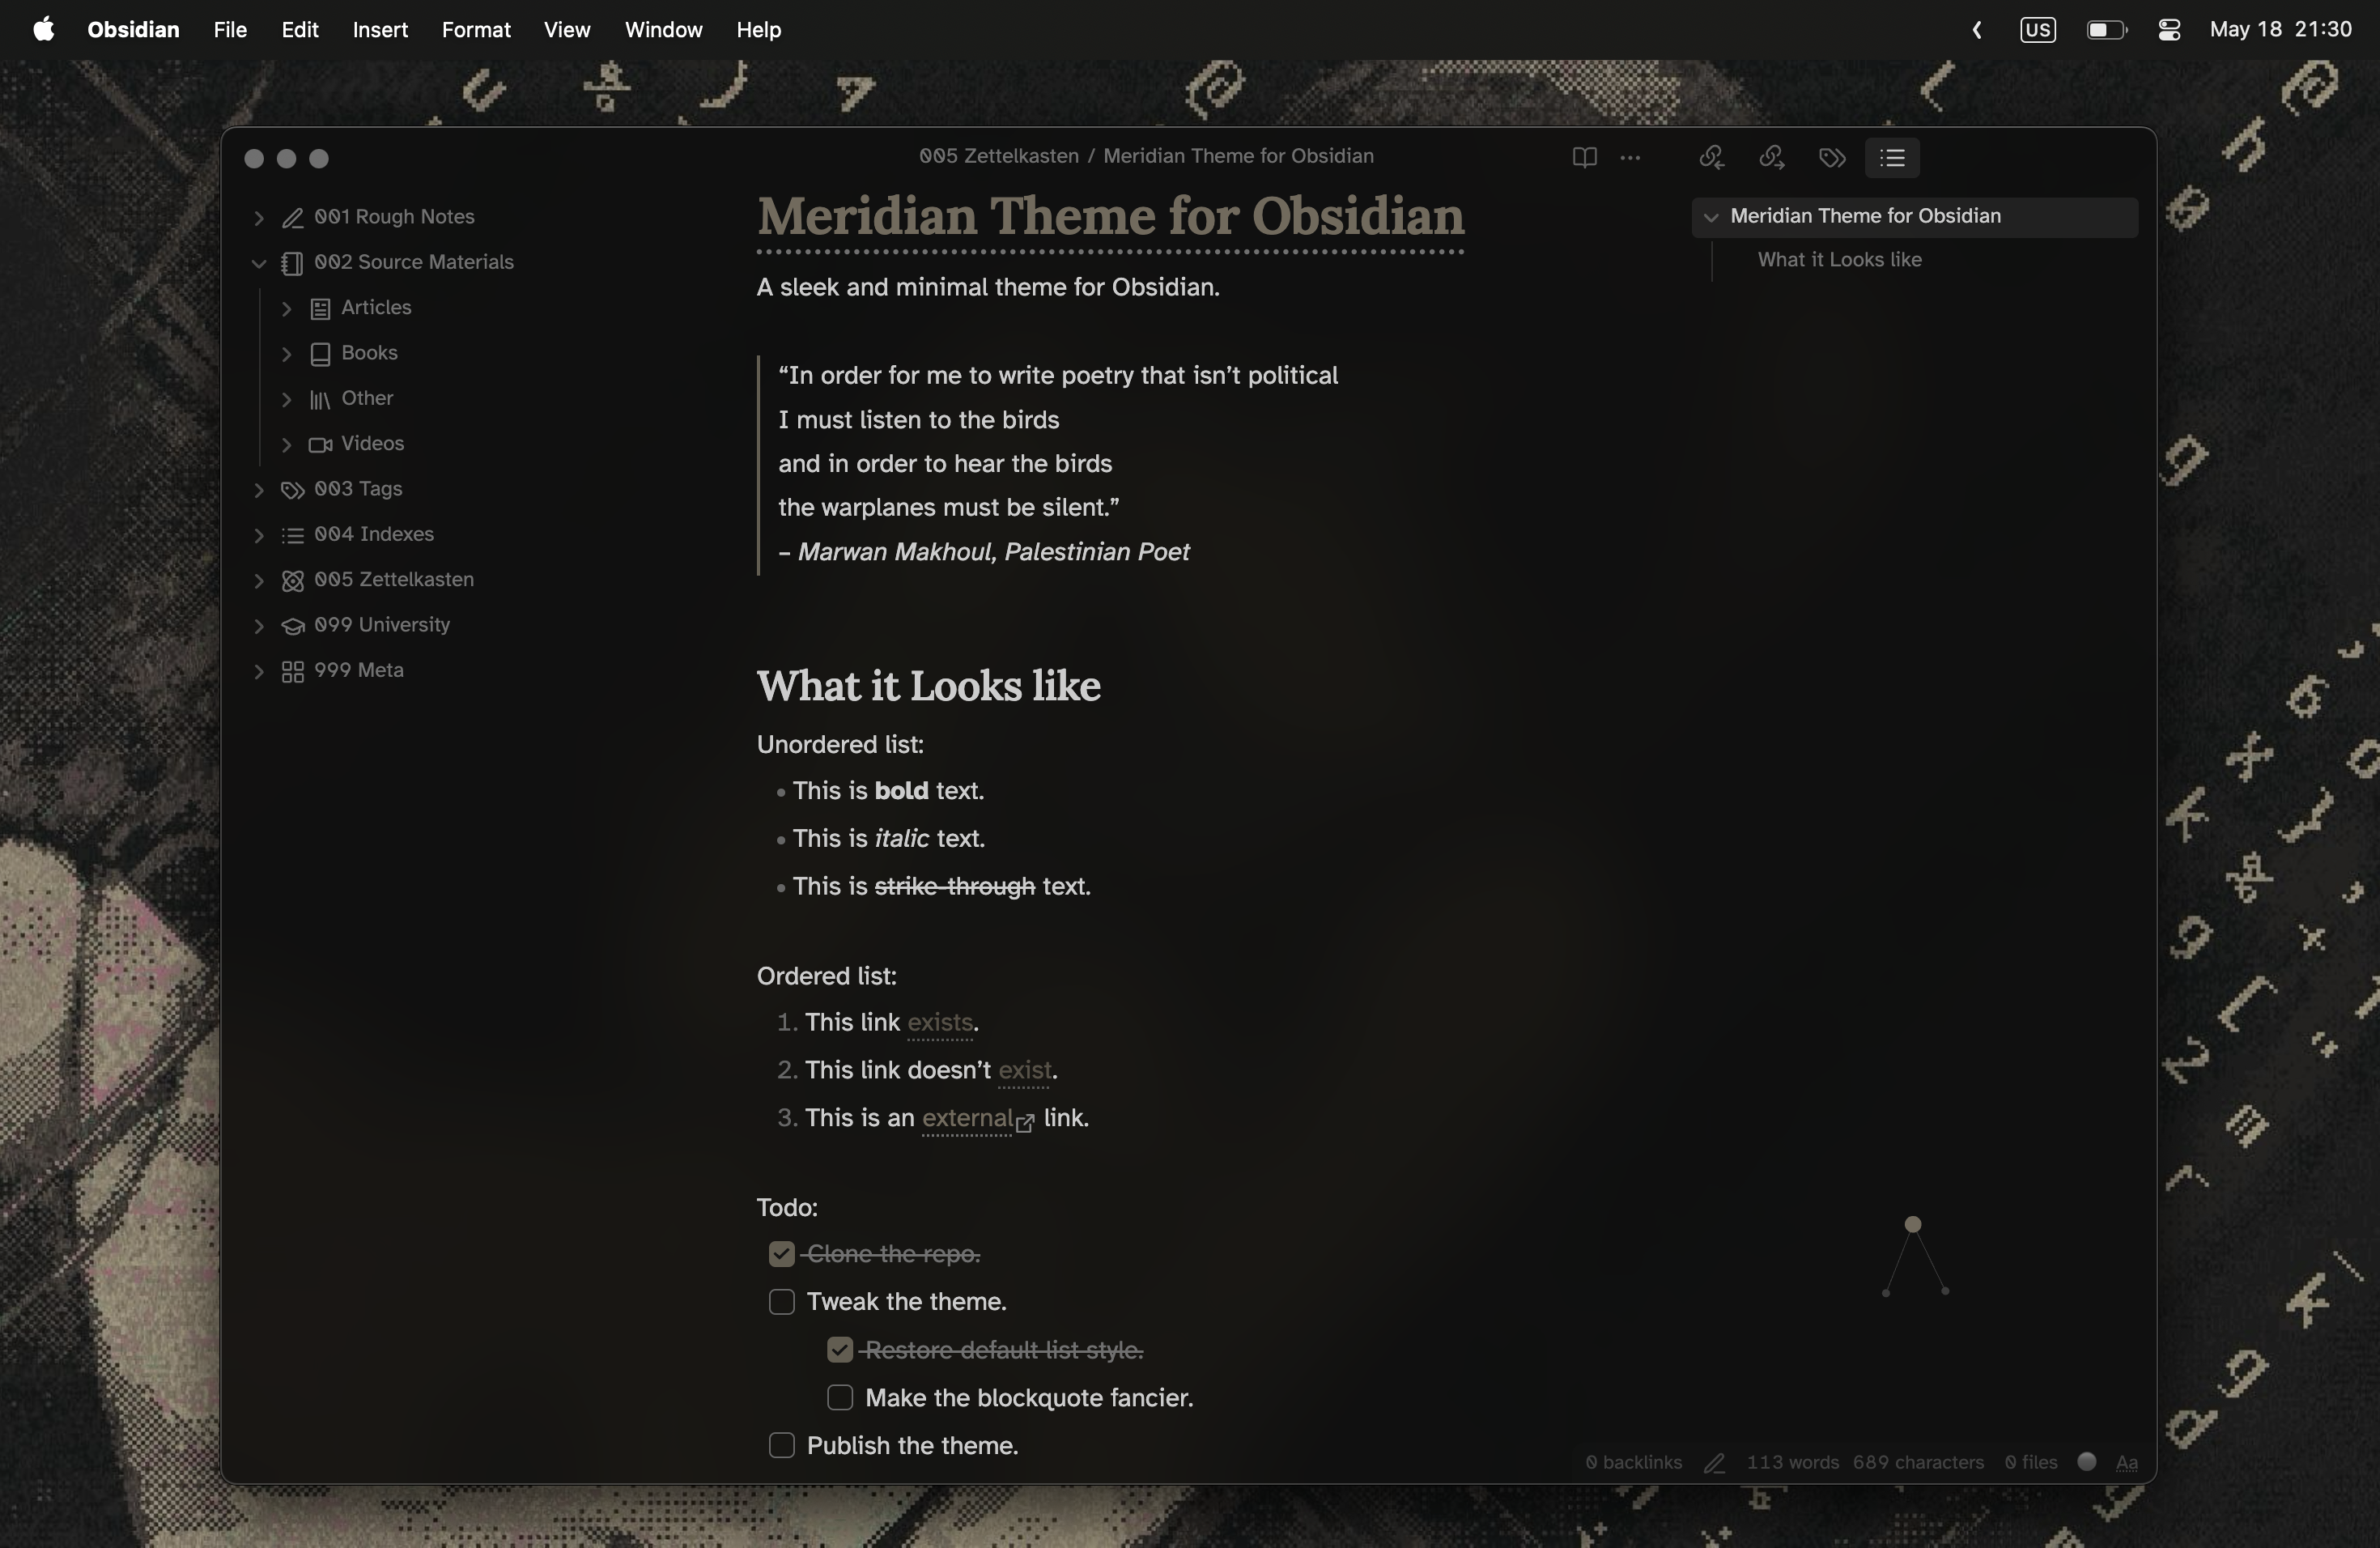 Obsidian File Edit Insert Format View Window Help US May 18 21:30
005 Zettelkasten / Meridian Theme for Obsidian
001 Rough Notes
002 Source Materials
Articles
Books
Other
Videos
003 Tags
004 Indexes
005 Zettelkasten
099 University
999 Meta
Meridian Theme for Obsidian
A sleek and minimal theme for Obsidian.
“In order for me to write poetry that isn’t political
I must listen to the birds
and in order to hear the birds
the warplanes must be silent.”
– Marwan Makhoul, Palestinian Poet
What it Looks like
Unordered list:
• This is bold text.
• This is italic text.
• This is strike-through text.
Ordered list:
1. This link exists.
2. This link doesn’t exist.
3. This is an external link.
Todo:
Clone the repo.
Tweak the theme.
Restore default list style.
Make the blockquote fancier.
Publish the theme.
Meridian Theme for Obsidian
What it Looks like
0 backlinks 113 words 689 characters 0 files Aa